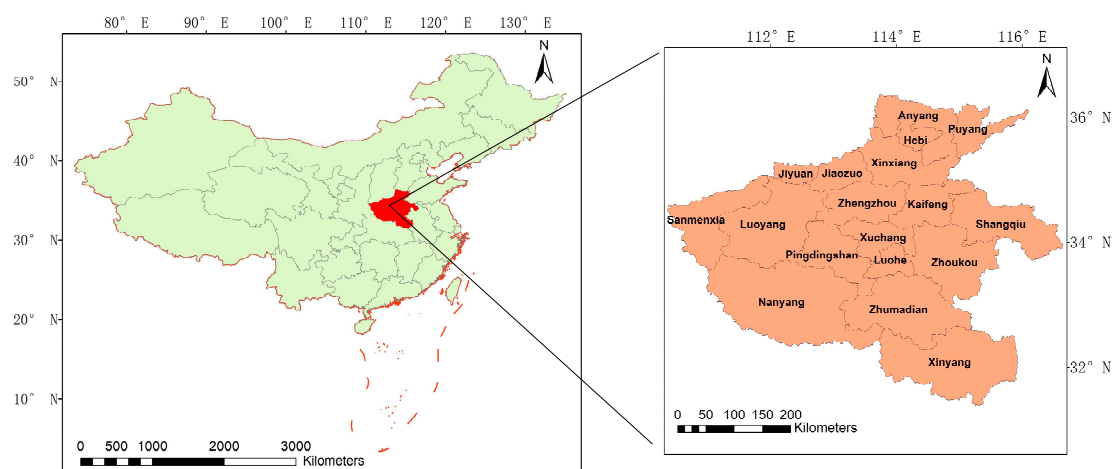 80° E 90° E 100° E 110° E 120° E 130° E
N
50° N
40° N
30° N
20° N
10° N
0 500 1000 2000 3000
Kilometers
112° E 114° E 116° E
N
36° N
Anyang
Puyang
Hebi
Xinxiang
Jiyuan Jiaozuo
Zhengzhou Kaifeng
Sanmenxia
Luoyang
Shangqiu
Xuchang
34° N
Pingdingshan
Luohe
Zhoukou
Nanyang
Zhumadian
Xinyang
32° N
0 50 100 150 200
Kilometers